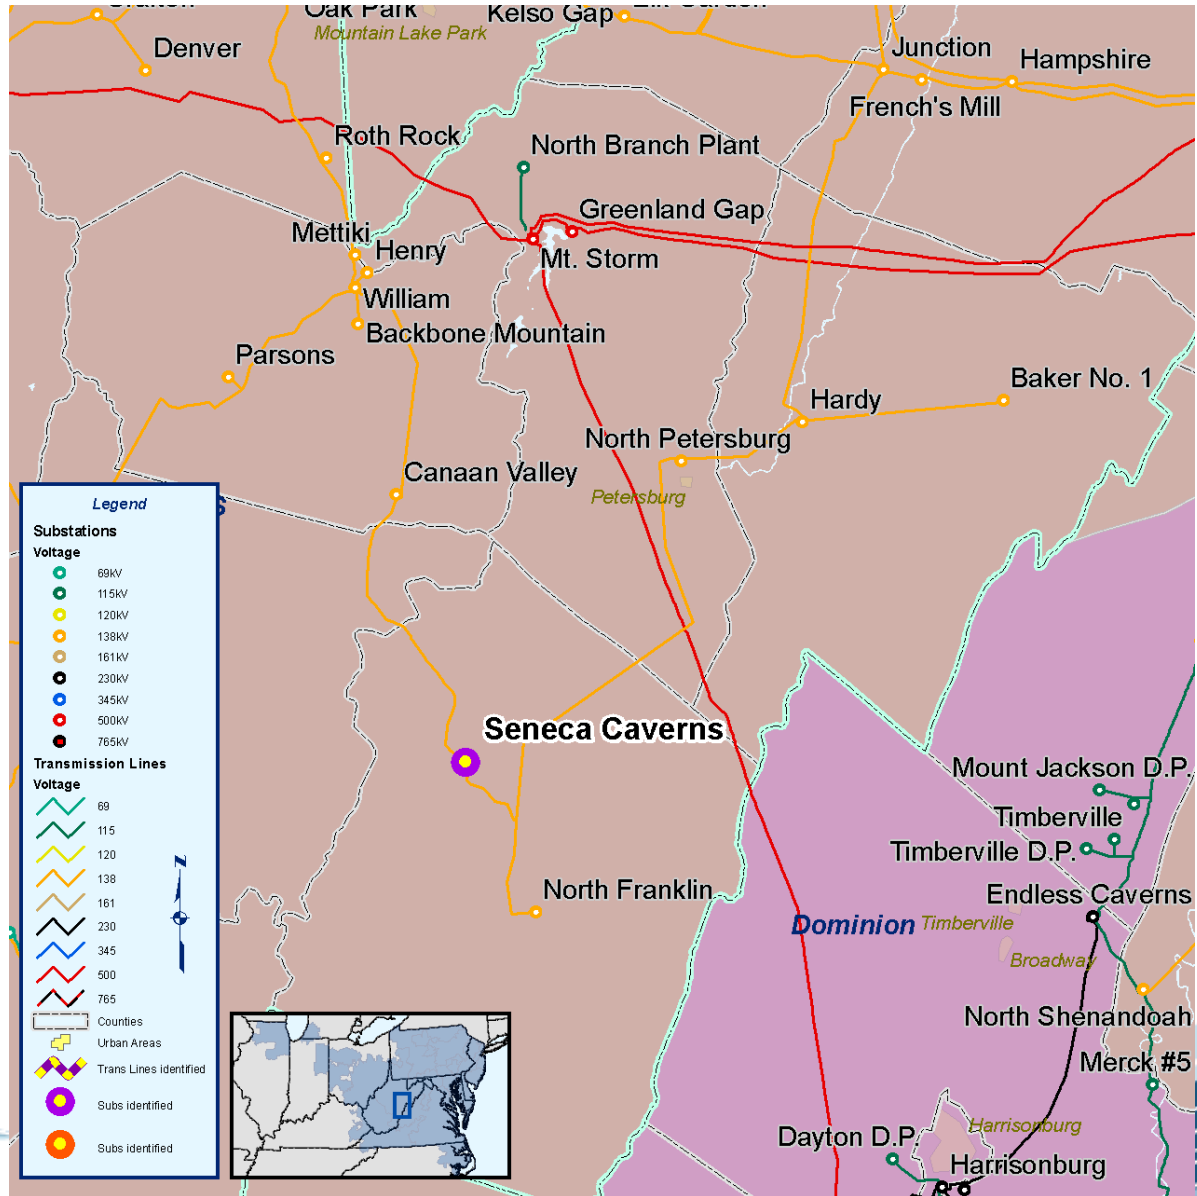 Oak Park
Kelso Gap
Mountain Lake Park
Denver
Junction
Hampshire
French's Mill
Roth Rock
North Branch Plant
Greenland Gap
Mettiki
Henry
Mt. Storm
William
Backbone Mountain
Parsons
Baker No. 1
Hardy
North Petersburg
Canaan Valley
Petersburg
Seneca Caverns
Mount Jackson D.P.
Timberville
Timberville D.P.
Endless Caverns
North Franklin
Dominion
Timberville
Broadway
North Shenandoah
Merck #5
Harrisonburg
Dayton D.P.
Harrisonburg
Legend
Substations
Voltage
69kV
115kV
120kV
138kV
161kV
230kV
345kV
500kV
765kV
Transmission Lines
Voltage
69
115
120
138
161
230
345
500
765
Counties
Urban Areas
Trans Lines identified
Subs identified
Subs identified
N